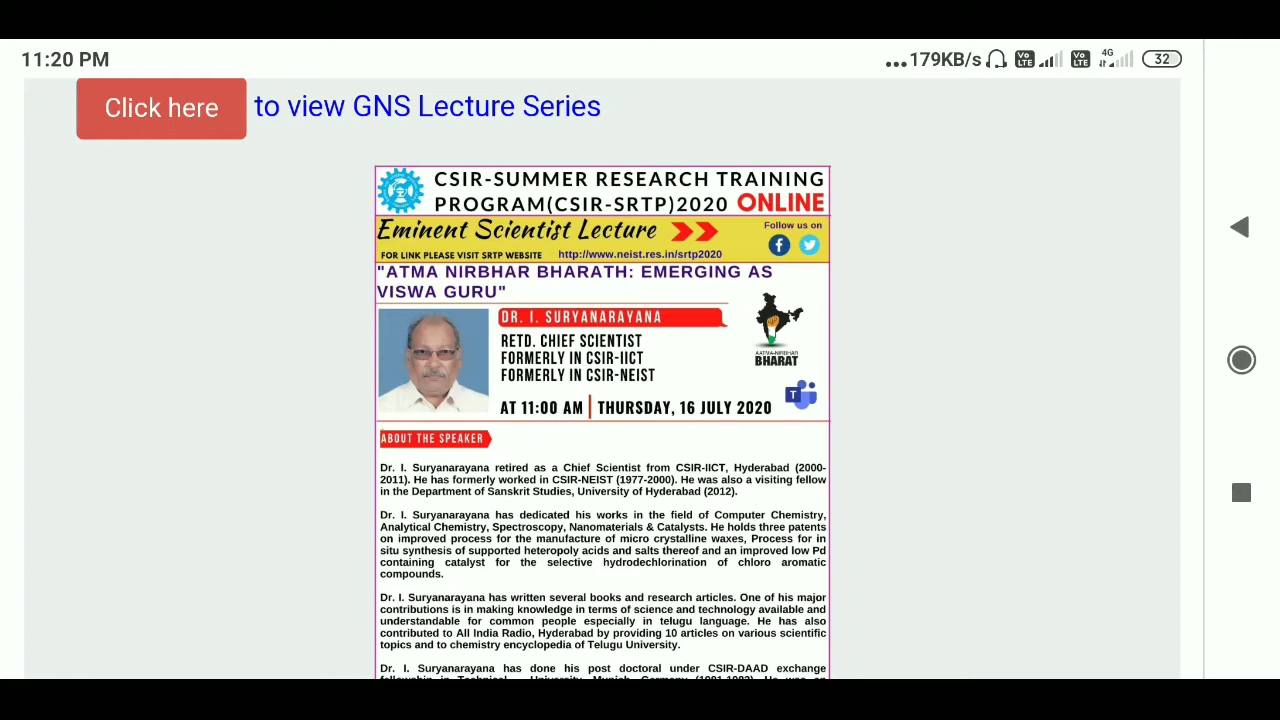 11:20 PM
...179KB/s Vo LTE Vo LTE 4G 32
Click here to view GNS Lecture Series
CSIR-SUMMER RESEARCH TRAINING
PROGRAM(CSIR-SRTP)2020 ONLINE
Eminent Scientist Lecture
Follow us on
FOR LINK PLEASE VISIT SRTP WEBSITE http://www.neist.res.in/srtp2020
"ATMA NIRBHAR BHARATH: EMERGING AS
VISWA GURU"
DR. I. SURYANARAYANA
RETD. CHIEF SCIENTIST
FORMERLY IN CSIR-IICT
FORMERLY IN CSIR-NEIST
AATMA-NIRBHAR
BHARAT
T
AT 11:00 AM THURSDAY, 16 JULY 2020
ABOUT THE SPEAKER
Dr. I. Suryanarayana retired as a Chief Scientist from CSIR-IICT, Hyderabad (2000-
2011). He has formerly worked in CSIR-NEIST (1977-2000). He was also a visiting fellow
in the Department of Sanskrit Studies, University of Hyderabad (2012).
Dr. I. Suryanarayana has dedicated his works in the field of Computer Chemistry,
Analytical Chemistry, Spectroscopy, Nanomaterials & Catalysts. He holds three patents
on improved process for the manufacture of micro crystalline waxes, Process for in
situ synthesis of supported heteropoly acids and salts thereof and an improved low Pd
containing catalyst for the selective hydrodechlorination of chloro aromatic
compounds.
Dr. I. Suryanarayana has written several books and research articles. One of his major
contributions is in making knowledge in terms of science and technology available and
understandable for common people especially in telugu language. He has also
contributed to All India Radio, Hyderabad by providing 10 articles on various scientific
topics and to chemistry encyclopedia of Telugu University.
Dr. I. Suryanarayana has done his post doctoral under CSIR-DAAD exchange